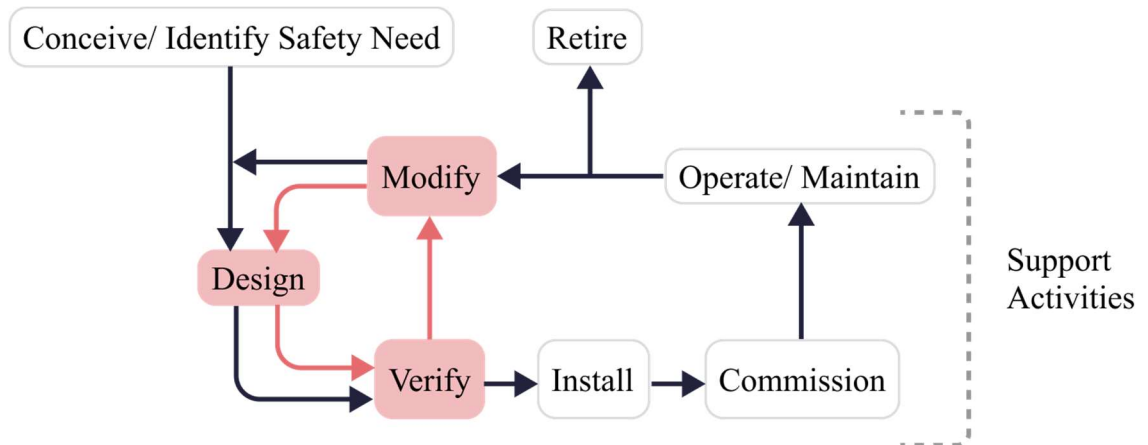 Conceive/ Identify Safety Need
Retire
Modify
Operate/ Maintain
Design
Support
Activities
Verify
Install
Commission